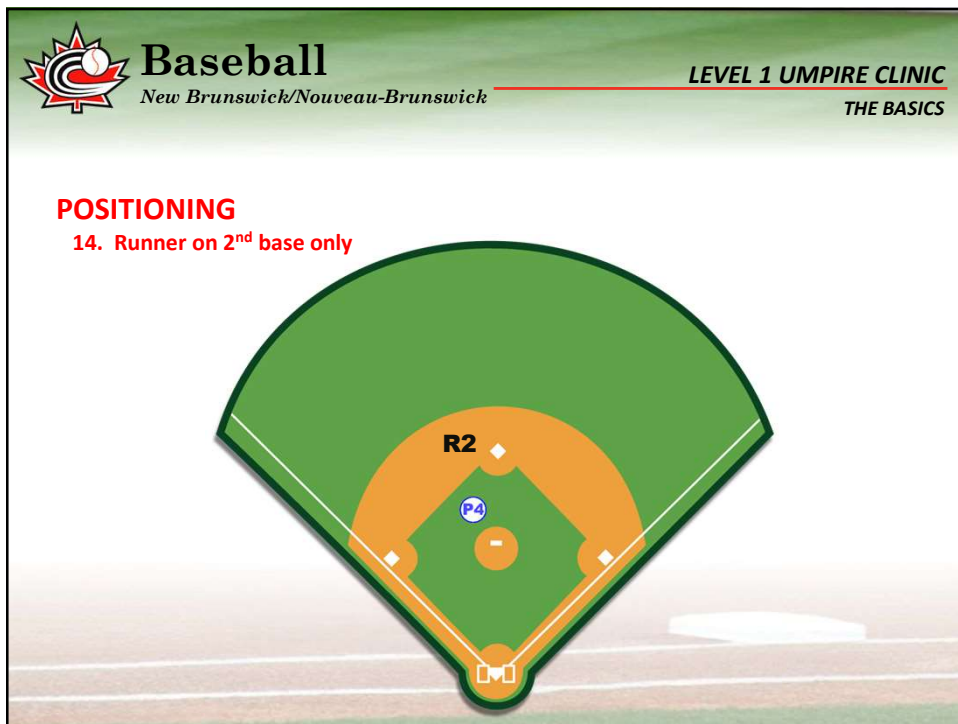 Baseball
New Brunswick/Nouveau-Brunswick
LEVEL 1 UMPIRE CLINIC
THE BASICS
POSITIONING
14. Runner on 2nd base only
R2
P4